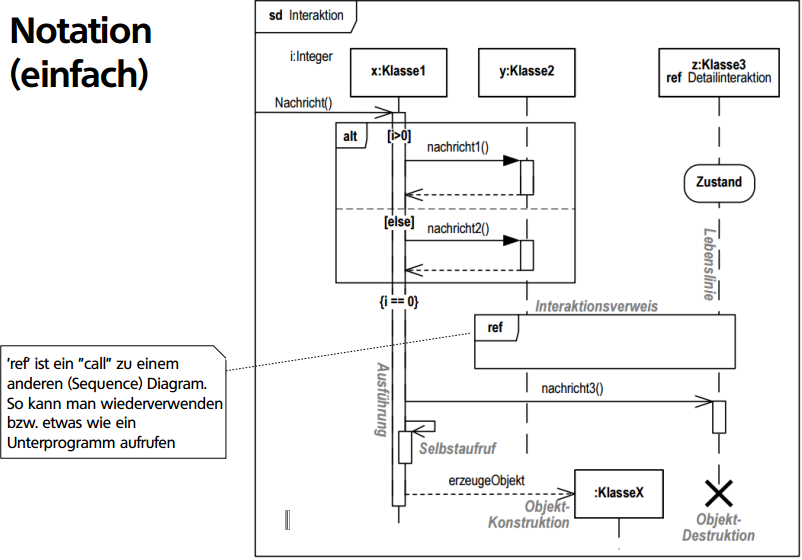 Notation
(einfach)
sd Interaktion
i:Integer
x:Klasse1
y:Klasse2
z:Klasse3
ref Detailinteraktion
Nachricht()
alt
[i>0]
nachricht1()
Zustand
[else]
nachricht2()
Lebenslinie
{i == 0}
Interaktionsverweis
ref
'ref' ist ein "call" zu einem
anderen (Sequence) Diagram.
So kann man wiederverwenden
bzw. etwas wie ein
Unterprogramm aufrufen
Ausführung
nachricht3()
Selbstaufruf
erzeugeObjekt
:KlasseX
Objekt-
Konstruktion
Objekt-
Destruktion